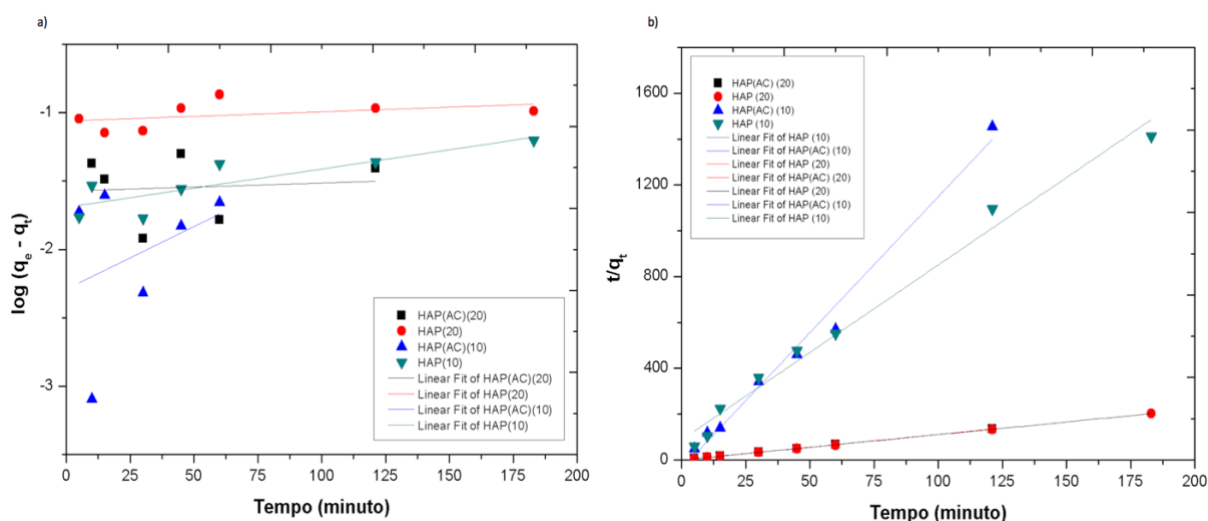 a)
-1
-2
-3
0 25 50 75 100 125 150 175 200
log (qe - qt)
Tempo (minuto)
HAP(AC)(20)
HAP(20)
HAP(AC)(10)
HAP(10)
Linear Fit of HAP(AC)(20)
Linear Fit of HAP(20)
Linear Fit of HAP(AC)(10)
Linear Fit of HAP(10)
b)
1600
1200
800
400
0
0 25 50 75 100 125 150 175 200
t/qt
Tempo (minuto)
HAP(AC) (20)
HAP (20)
HAP(AC) (10)
HAP (10)
Linear Fit of HAP (10)
Linear Fit of HAP(AC) (10)
Linear Fit of HAP (20)
Linear Fit of HAP(AC) (20)
Linear Fit of HAP (20)
Linear Fit of HAP(AC) (10)
Linear Fit of HAP (10)